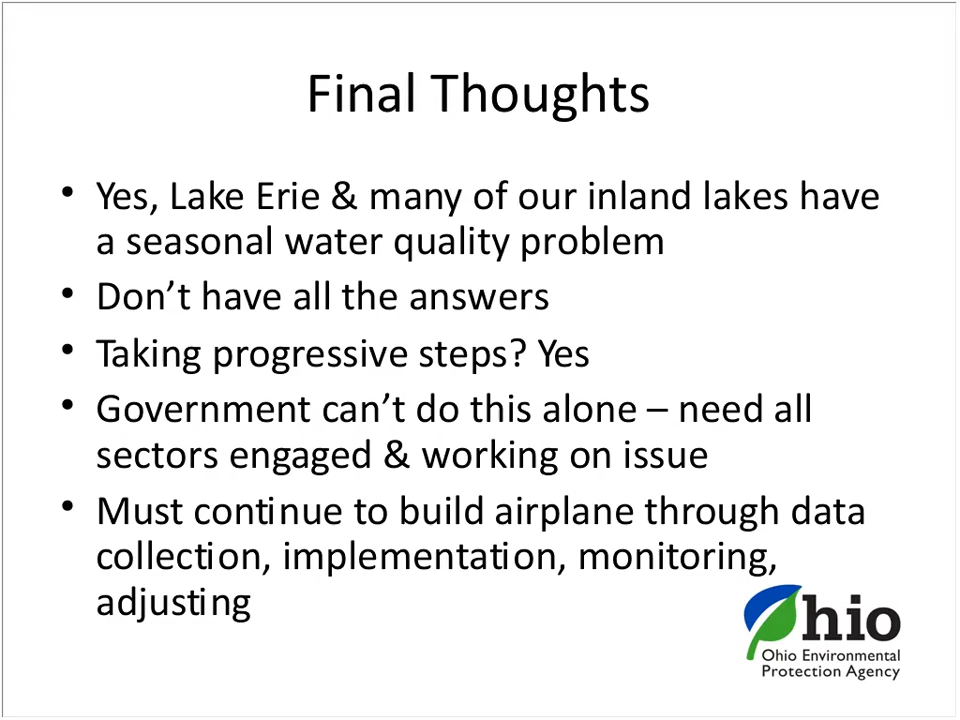 Final Thoughts
• Yes, Lake Erie & many of our inland lakes have
a seasonal water quality problem
• Don’t have all the answers
• Taking progressive steps? Yes
• Government can’t do this alone – need all
sectors engaged & working on issue
• Must continue to build airplane through data
collection, implementation, monitoring,
adjusting
Ohio
Ohio Environmental
Protection Agency